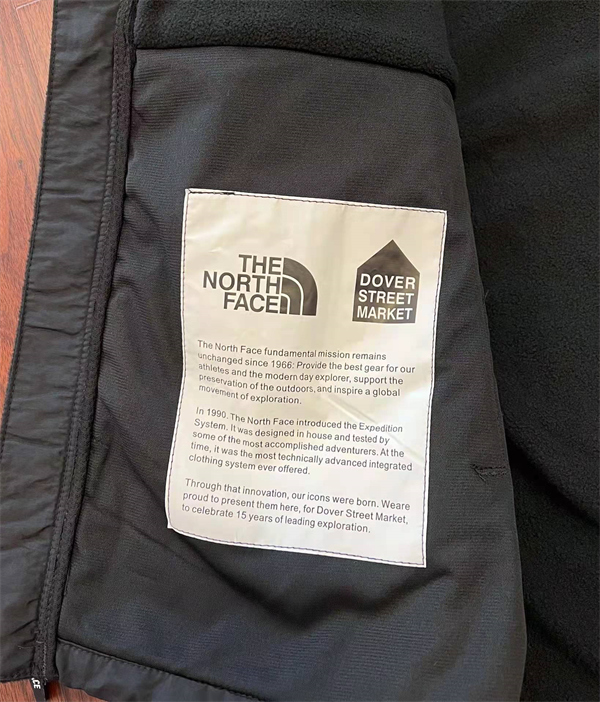 THE
NORTH
FACE
DOVER
STREET
MARKET
The North Face fundamental mission remains
unchanged since 1966: Provide the best gear for our
athletes and the modern day explorer, support the
preservation of the outdoors, and inspire a global
movement of exploration.
In 1990. The North Face introduced the Expedition
System. It was designed in house and tested by
some of the most accomplished adventurers. At the
time, it was the most technically advanced integrated
clothing system ever offered.
Through that innovation, our icons were born. Weare
proud to present them here, for Dover Street Market,
to celebrate 15 years of leading exploration.